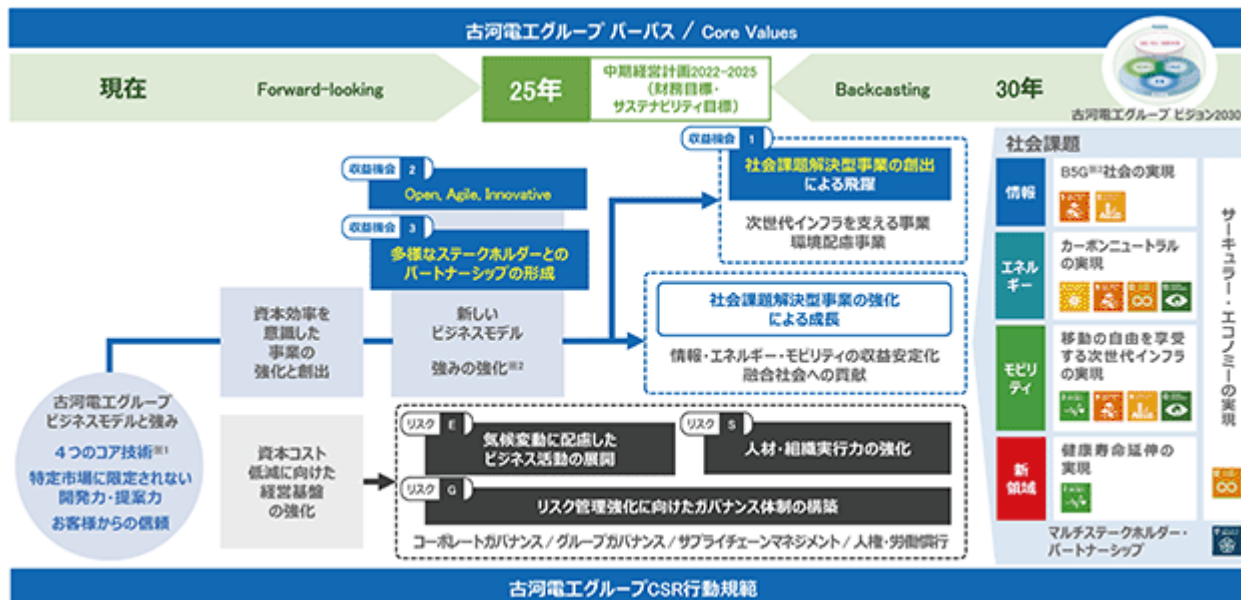 古河電工グループ パーパス / Core Values
現在
Forward-looking
25年
中期経営計画2022-2025
(財務目標・
サステナビリティ目標)
Backcasting
30年
古河電工グループ ビジョン2030
収益機会 1
社会課題解決型事業の創出
による飛躍
次世代インフラを支える事業
環境配慮事業
収益機会 2
Open, Agile, Innovative
収益機会 3
多様なステークホルダーとの
パートナーシップの形成
資本効率を
意識した
事業の
強化と創出
新しい
ビジネスモデル
強みの強化※2
社会課題解決型事業の強化
による成長
情報・エネルギー・モビリティの収益安定化
融合社会への貢献
古河電工グループ
ビジネスモデルと強み
4つのコア技術※1
特定市場に限定されない
開発力・提案力
お客様からの信頼
資本コスト
低減に向けた
経営基盤
の強化
リスク E
気候変動に配慮した
ビジネス活動の展開
リスク S
人材・組織実行力の強化
リスク G
リスク管理強化に向けたガバナンス体制の構築
コーポレートガバナンス / グループガバナンス / サプライチェーンマネジメント / 人権・労働慣行
社会課題
情報
B5G※3社会の実現
エネル
ギー
カーボンニュートラル
の実現
モビリ
ティ
移動の自由を享受
する次世代インフラ
の実現
新
領域
健康寿命延伸の
実現
サーキュラー・エコノミーの実現
マルチステークホルダー・
パートナーシップ
古河電工グループCSR行動規範